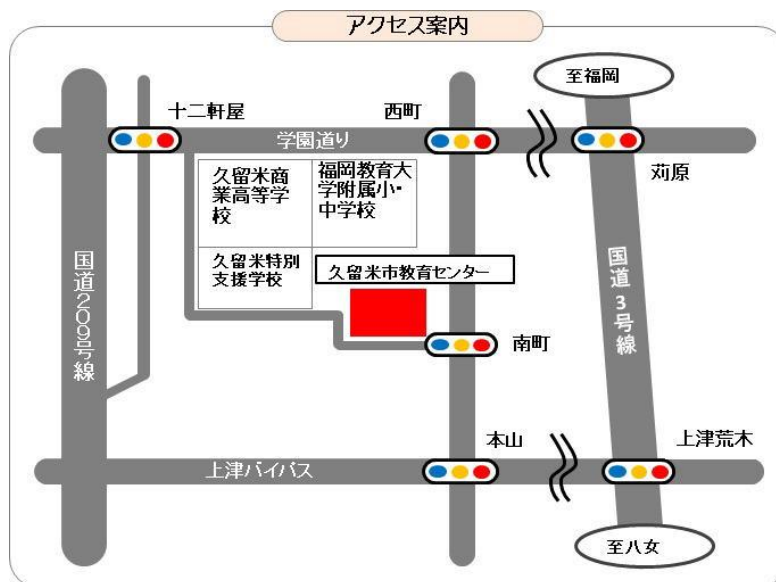 アクセス案内
至福岡
十二軒屋
西町
学園道り
苅原
久留米商
業高等学
校
福岡教育大
学附属小・
中学校
久留米特別
支援学校
久留米市教育センター
国道209号線
国道3号線
南町
本山
上津荒木
上津バイパス
至八女